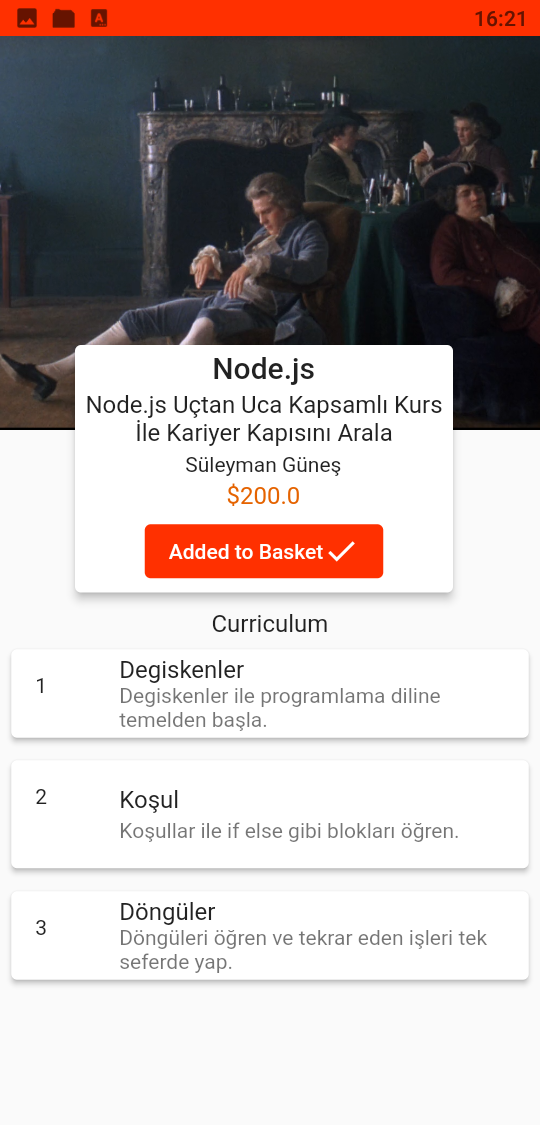 16:21
Node.js
Node.js Uçtan Uca Kapsamlı Kurs
İle Kariyer Kapısını Arala
Süleyman Güneş
$200.0
Added to Basket
Curriculum
1
Degiskenler
Degiskenler ile programlama diline
temelden başla.
2
Koşul
Koşullar ile if else gibi blokları öğren.
3
Döngüler
Döngüleri öğren ve tekrar eden işleri tek
seferde yap.